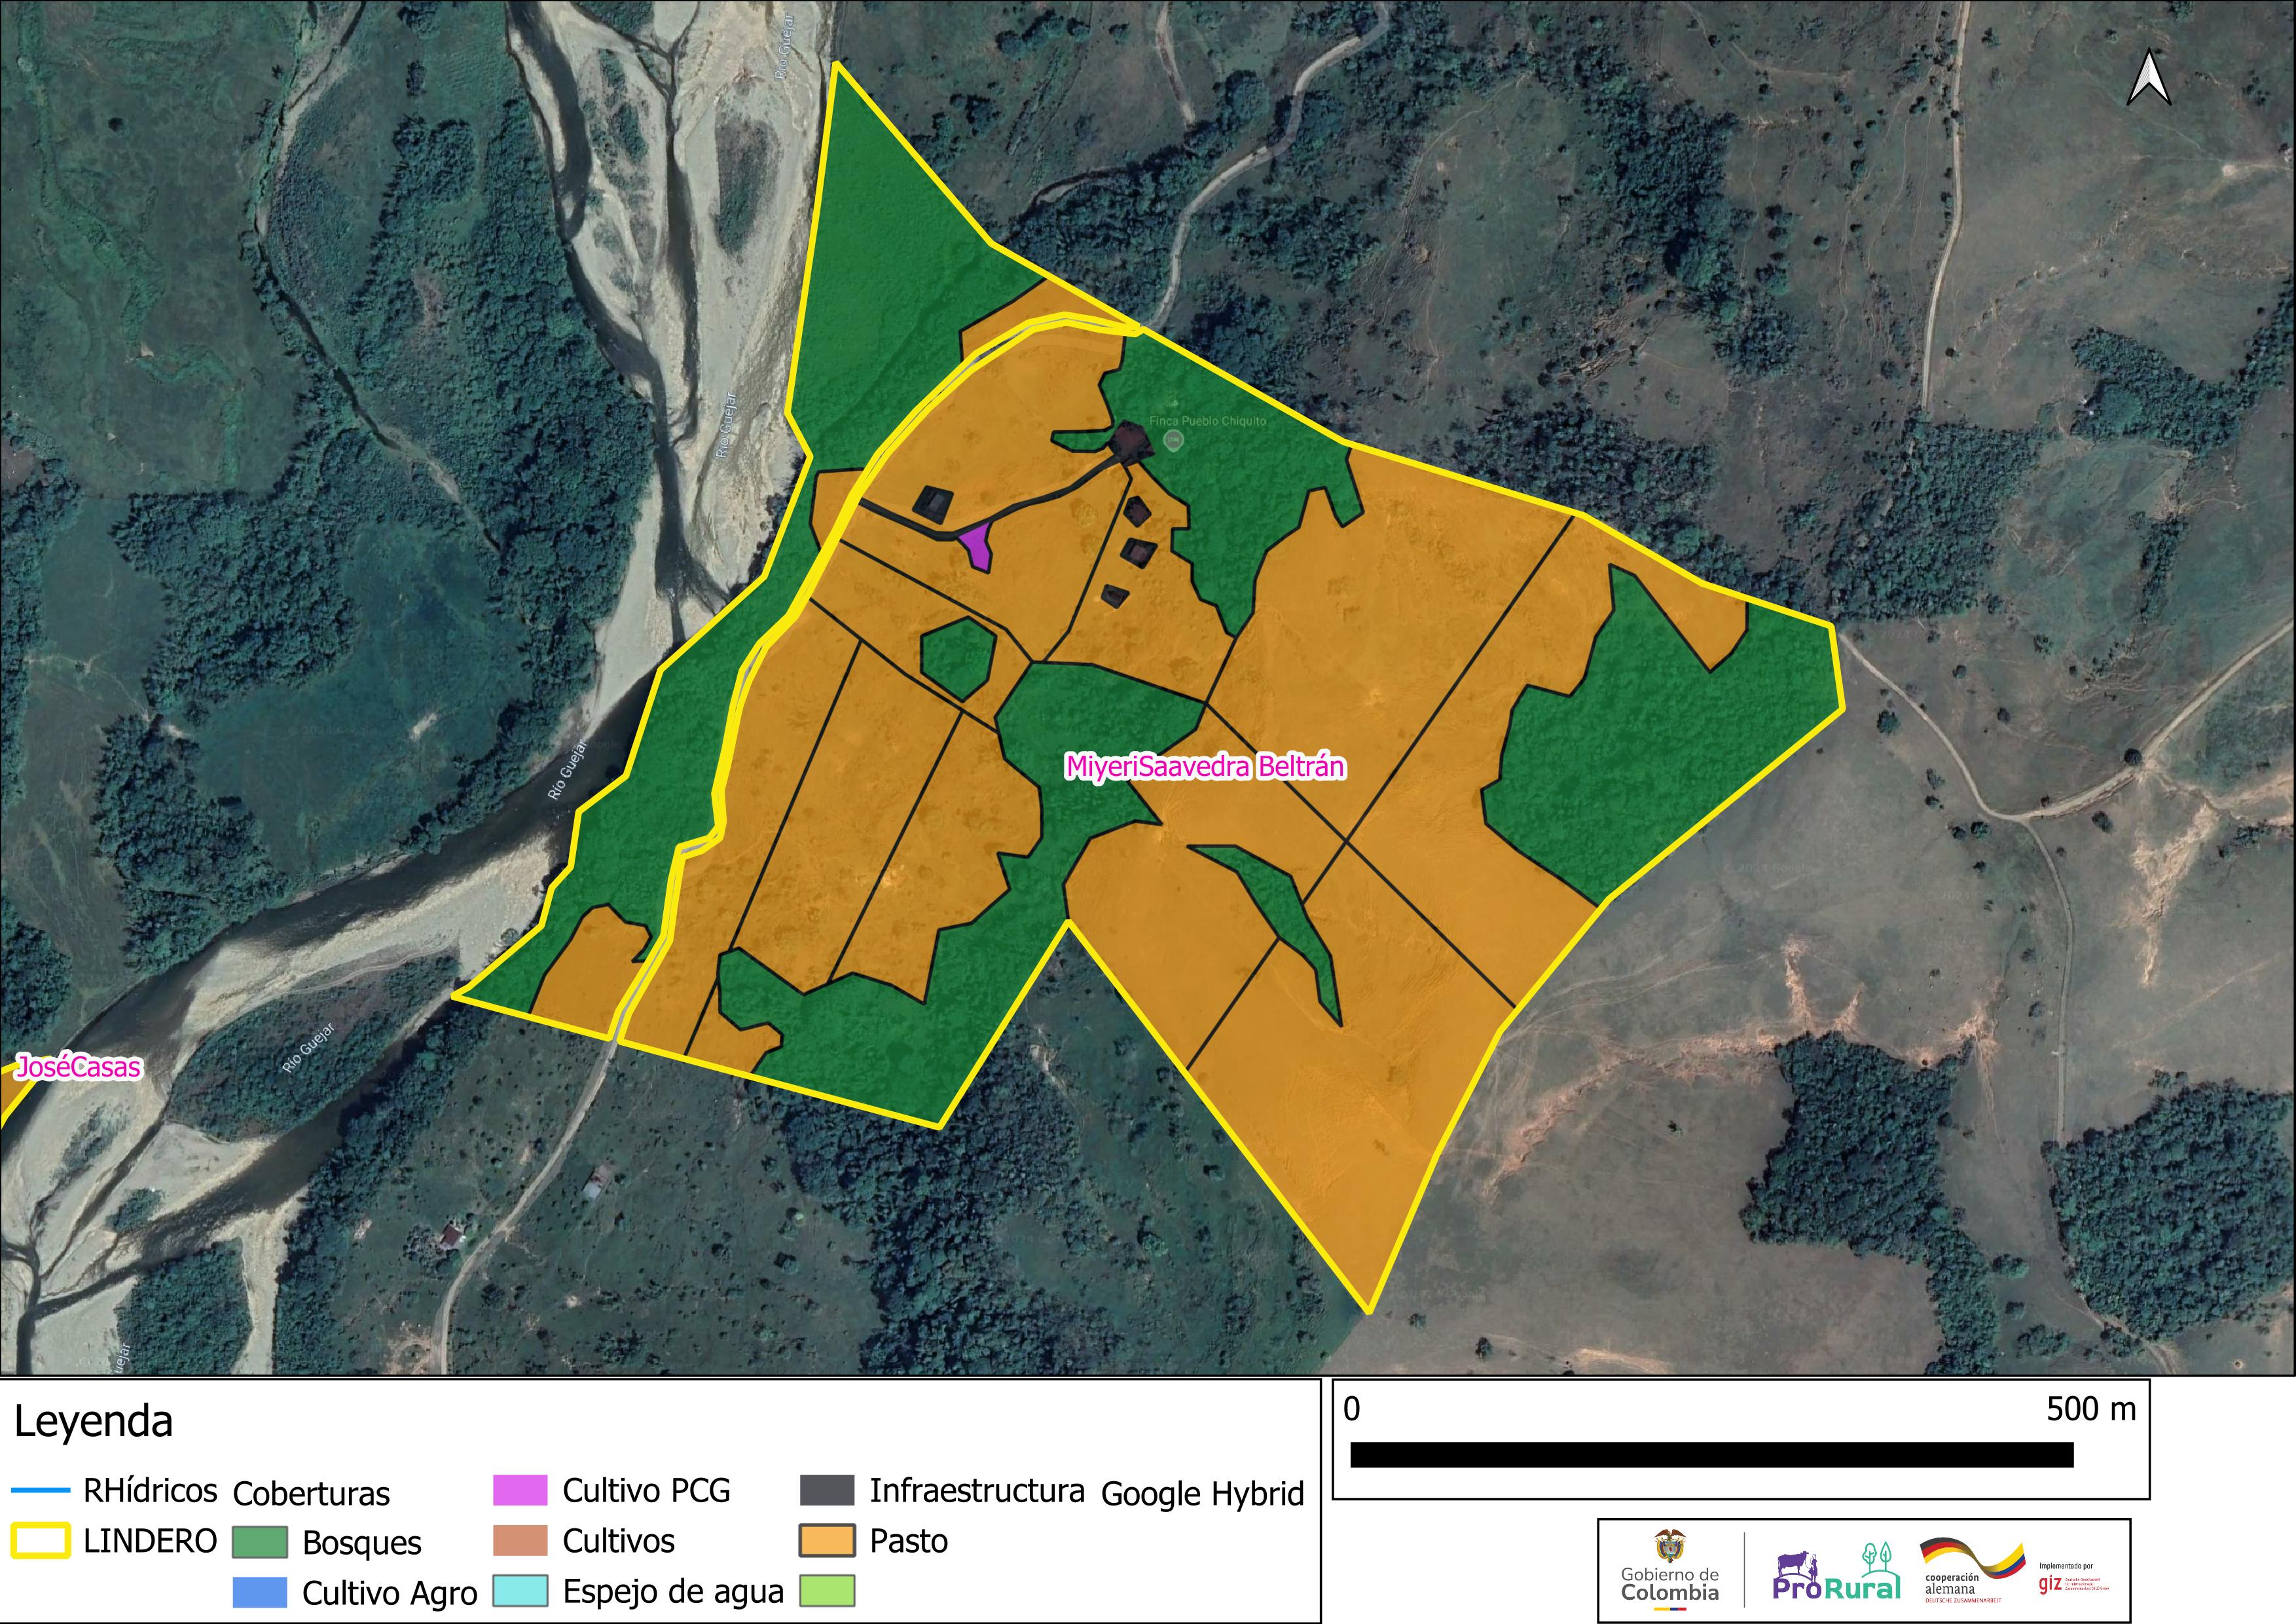 Río Guejar
Río Guejar
Finca Pueblo Chiquito
Río Guejar
MiyeriSaavedra Beltrán
Río Guejar
JoséCasas
uejar
Leyenda
RHídricos
LINDERO
Coberturas
Bosques
Cultivo Agro
Cultivo PCG
Cultivos
Espejo de agua
Infraestructura
Pasto
Google Hybrid
0 500 m
Gobierno de
Colombia
ProRural
cooperación
alemana
DEUTSCHE ZUSAMMENARBEIT
Implementado por
giz